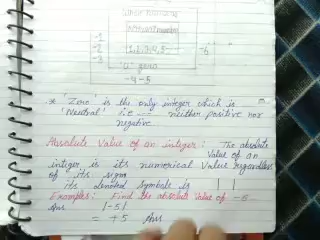 Whole Numbers
Natural numbers
-1
-2 1,2,3,4,5 -6
-3
"0" zero
-4 -5
* 'Zero' is the only integer which is
'Neutral' i.e neither positive nor
negative
Absolute Value of an integer : The absolute
Value of an
integer is its numerical Value regardless
of its sign
its denoted Symbole is | |
Examples: Find the absolute Value of -5
Ans |-5|
= +5 Ans